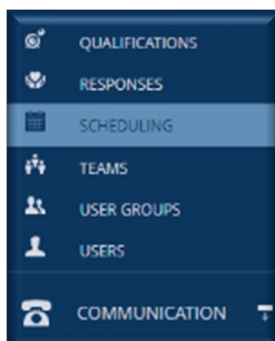 QUALIFICATIONS
RESPONSES
SCHEDULING
TEAMS
USER GROUPS
USERS
COMMUNICATION